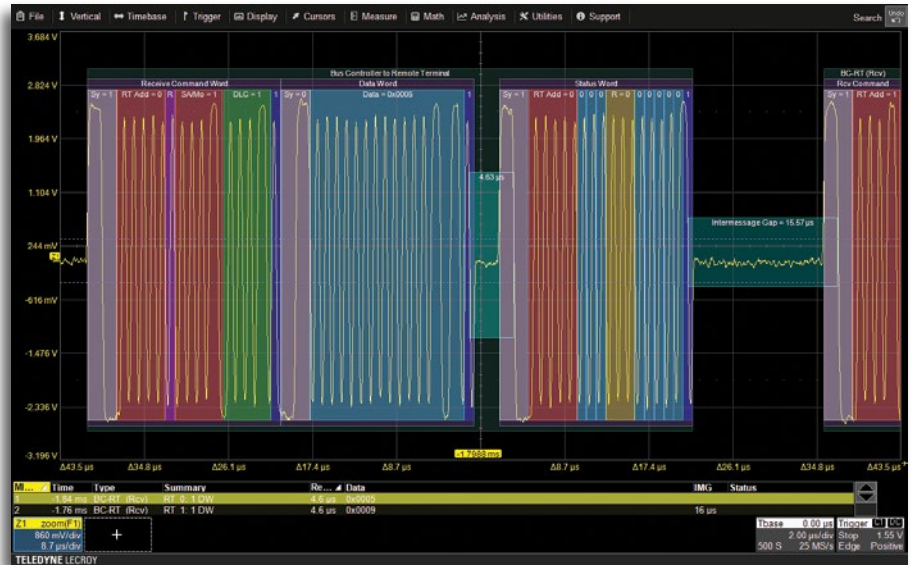 File Vertical Timebase Trigger Display Cursors Measure Math Analysis Utilities Support Search Undo
3.684 V
Bus Controller to Remote Terminal BC-RT (Rcv)
2.824 V Receive Command Word Data Word Status Word Rcv Command
Sy = 1 RT Add = 0 R SA/Mo = 1 DLC = 1 1 Sy = 0 Data = 0x0005 1 Sy = 1 RT Add = 0 0 0 0 R = 0 0 0 0 0 0 1 Sy = 1 RT Add = 1
1.964 V
4.63 µs
1.104 V
Intermessage Gap = 15.57µs
244 mV
Z1
-616 mV
-1.476 V
-2.336 V
-3.196 V
-1.7988 ms
Δ43.5 µs Δ34.8 µs Δ26.1 µs Δ17.4 µs Δ8.7 µs Δ8.7 µs Δ17.4 µs Δ26.1 µs Δ34.8 µs Δ43.5 µs
MI... Time Type Summary Re... Data IMG Status
1 -1.84 ms BC-RT (Rcv) RT 0: 1 DW 4.6 µs 0x0005
2 -1.76 ms BC-RT (Rcv) RT 1: 1 DW 4.6 µs 0x0009 16 µs
Z1 zoom(F1)
860 mV/div
8.7 µs/div
+
Tbase 0.00 µs Trigger C1 DC
2.00 µs/div Stop 1.55 V
500 S 25 MS/s Edge Positive
TELEDYNE LECROY